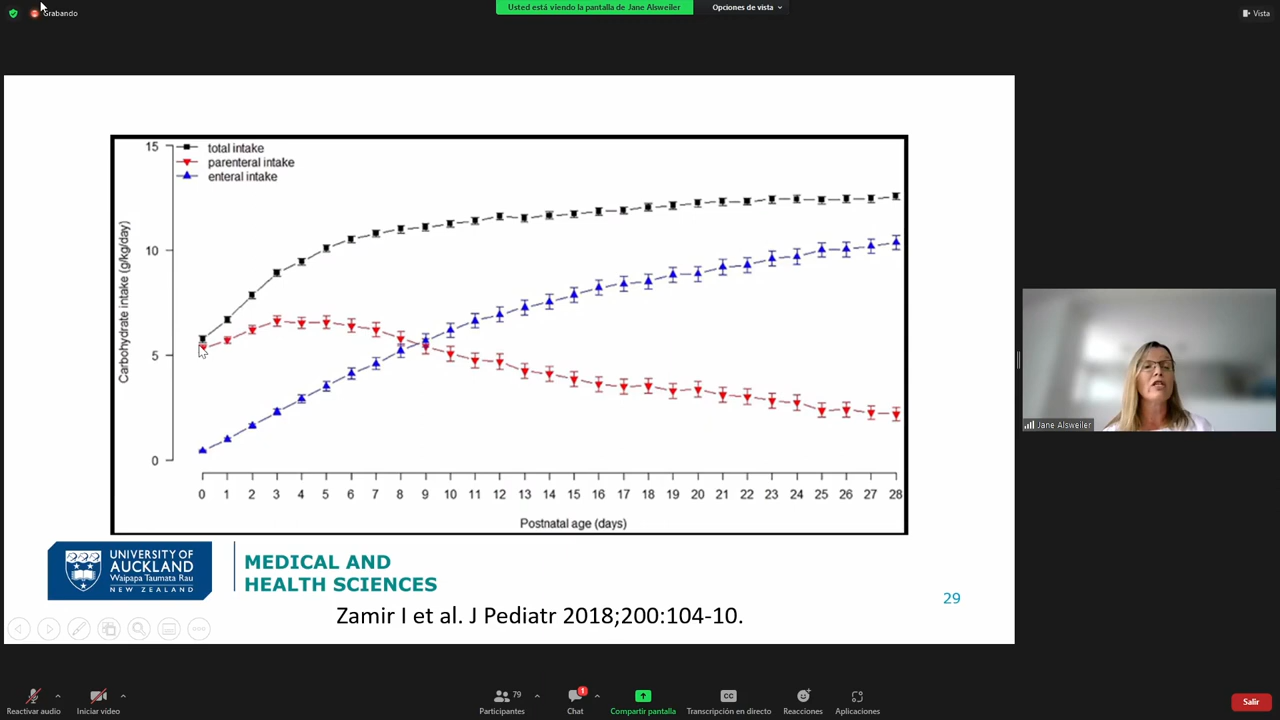 Grabando
Usted está viendo la pantalla de Jane Alsweiler
Opciones de vista
Vista
total intake
parenteral intake
enteral intake
15
10
5
0
Carbohydrate intake (g/kg/day)
0 1 2 3 4 5 6 7 8 9 10 11 12 13 14 15 16 17 18 19 20 21 22 23 24 25 26 27 28
Postnatal age (days)
UNIVERSITY OF
AUCKLAND
Waipapa Taumata Rau
NEW ZEALAND
MEDICAL AND
HEALTH SCIENCES
29
Zamir I et al. J Pediatr 2018;200:104-10.
Jane Alsweiler
Reactivar audio
Iniciar video
Participantes
79
Chat
1
Compartir pantalla
CC
Transcripción en directo
Reacciones
Aplicaciones
Salir